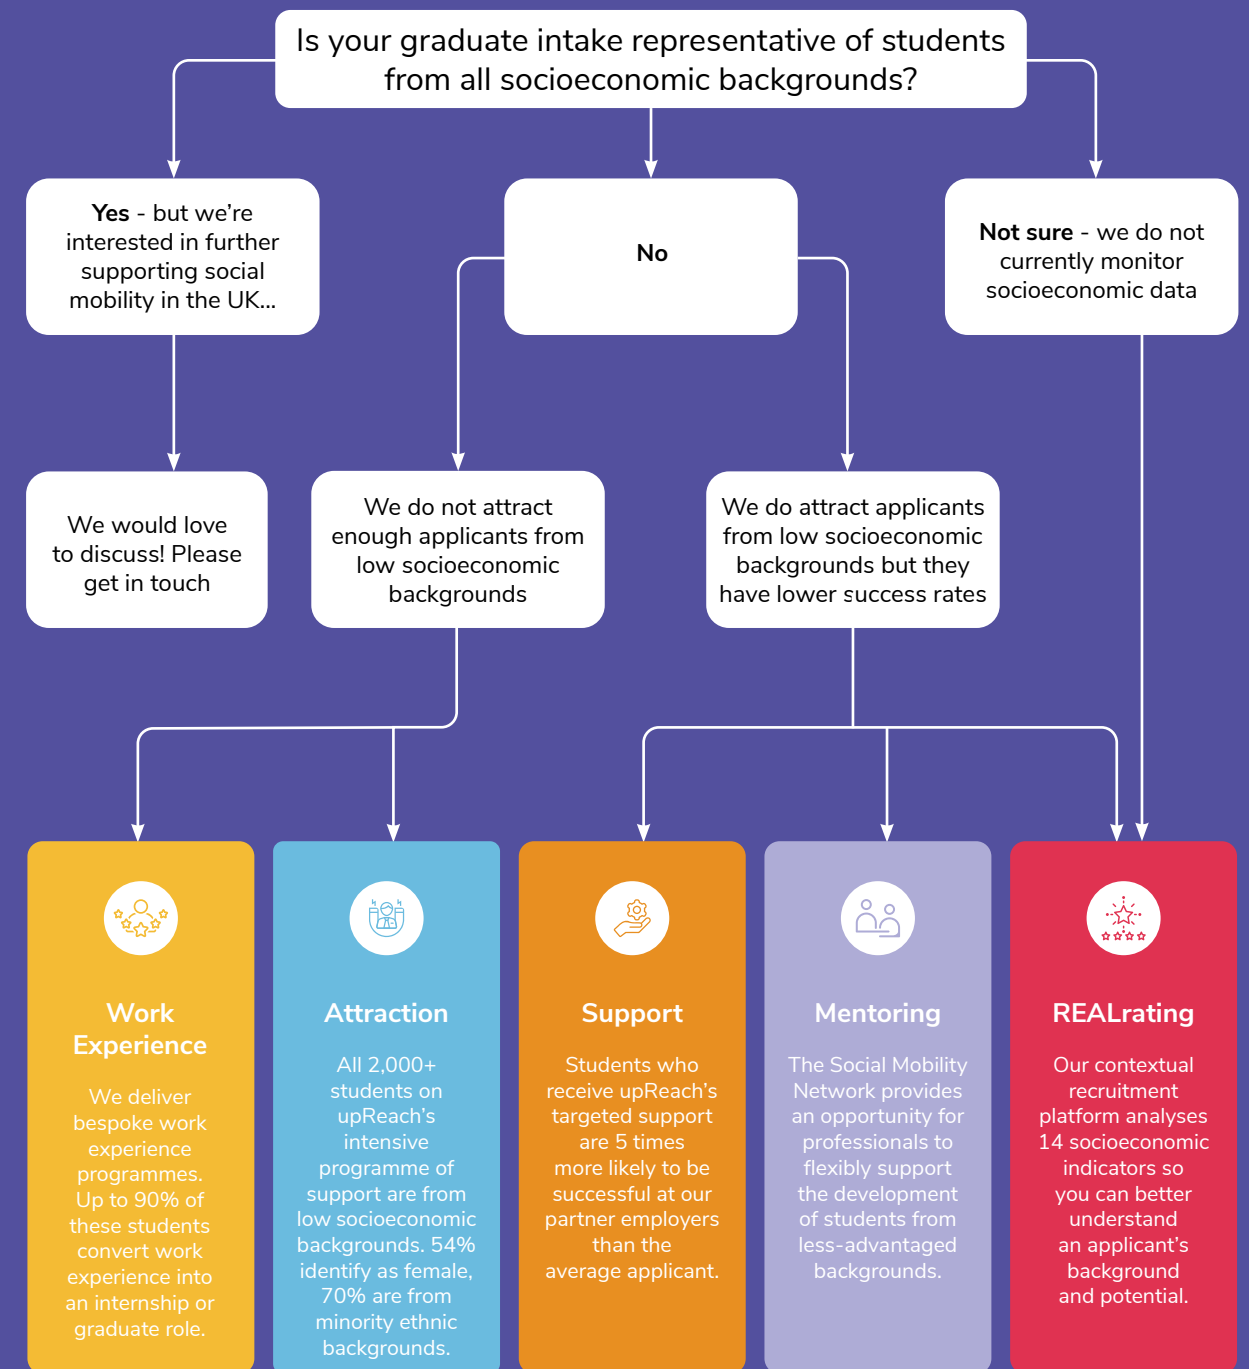 Is your graduate intake representative of students
from all socioeconomic backgrounds?
Yes - but we're
interested in further
supporting social
mobility in the UK...
No
Not sure - we do not
currently monitor
socioeconomic data
We would love
to discuss! Please
get in touch
We do not attract
enough applicants from
low socioeconomic
backgrounds
We do attract applicants
from low socioeconomic
backgrounds but they
have lower success rates
Work
Experience
We deliver
bespoke work
experience
programmes.
Up to 90% of
these students
convert work
experience into
an internship or
graduate role.
Attraction
All 2,000+
students on
upReach's
intensive
programme of
support are from
low socioeconomic
backgrounds. 54%
identify as female,
70% are from
minority ethnic
backgrounds.
Support
Students who
receive upReach's
targeted support
are 5 times
more likely to be
successful at our
partner employers
than the
average applicant.
Mentoring
The Social Mobility
Network provides
an opportunity for
professionals to
flexibly support
the development
of students from
less-advantaged
backgrounds.
REALrating
Our contextual
recruitment
platform analyses
14 socioeconomic
indicators so
you can better
understand
an applicant's
background
and potential.